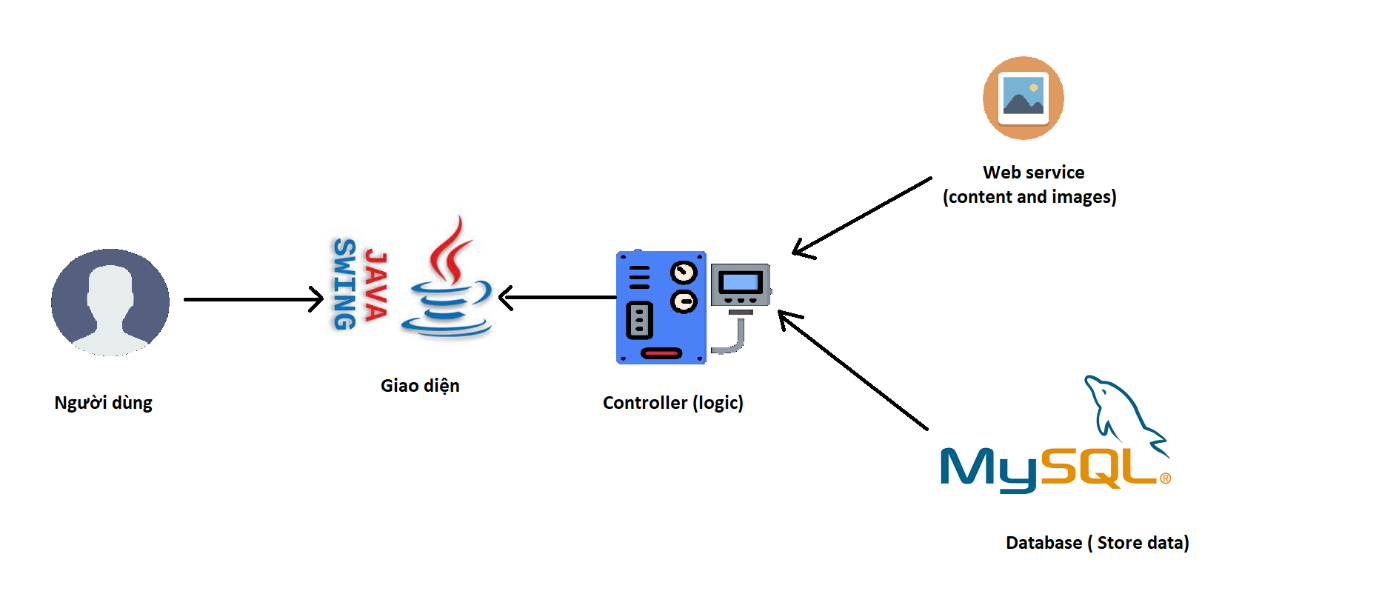 Web service
(content and images)
JAVA
SWING
Giao diện
Người dùng
Controller (logic)
MySQL®
Database ( Store data)